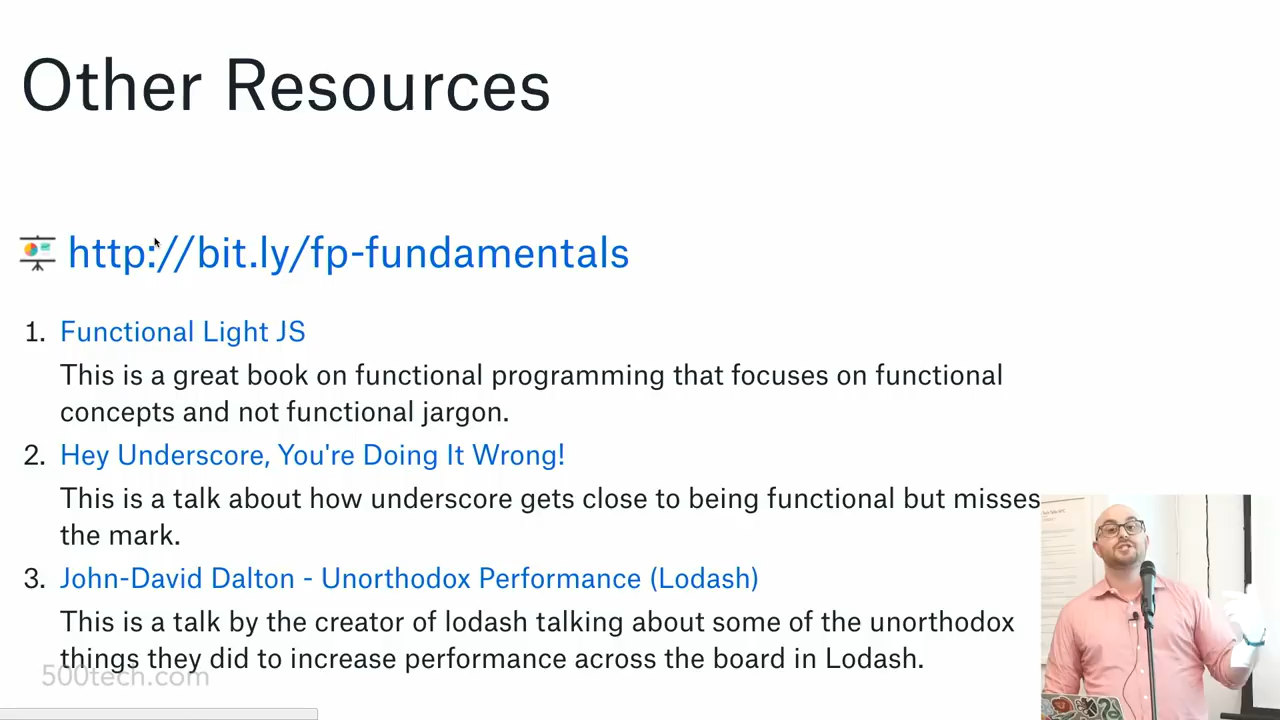 Other Resources
http://bit.ly/fp-fundamentals
1. Functional Light JS
This is a great book on functional programming that focuses on functional
concepts and not functional jargon.
2. Hey Underscore, You're Doing It Wrong!
This is a talk about how underscore gets close to being functional but misses
the mark.
3. John-David Dalton - Unorthodox Performance (Lodash)
This is a talk by the creator of lodash talking about some of the unorthodox
things they did to increase performance across the board in Lodash.
500tech.com